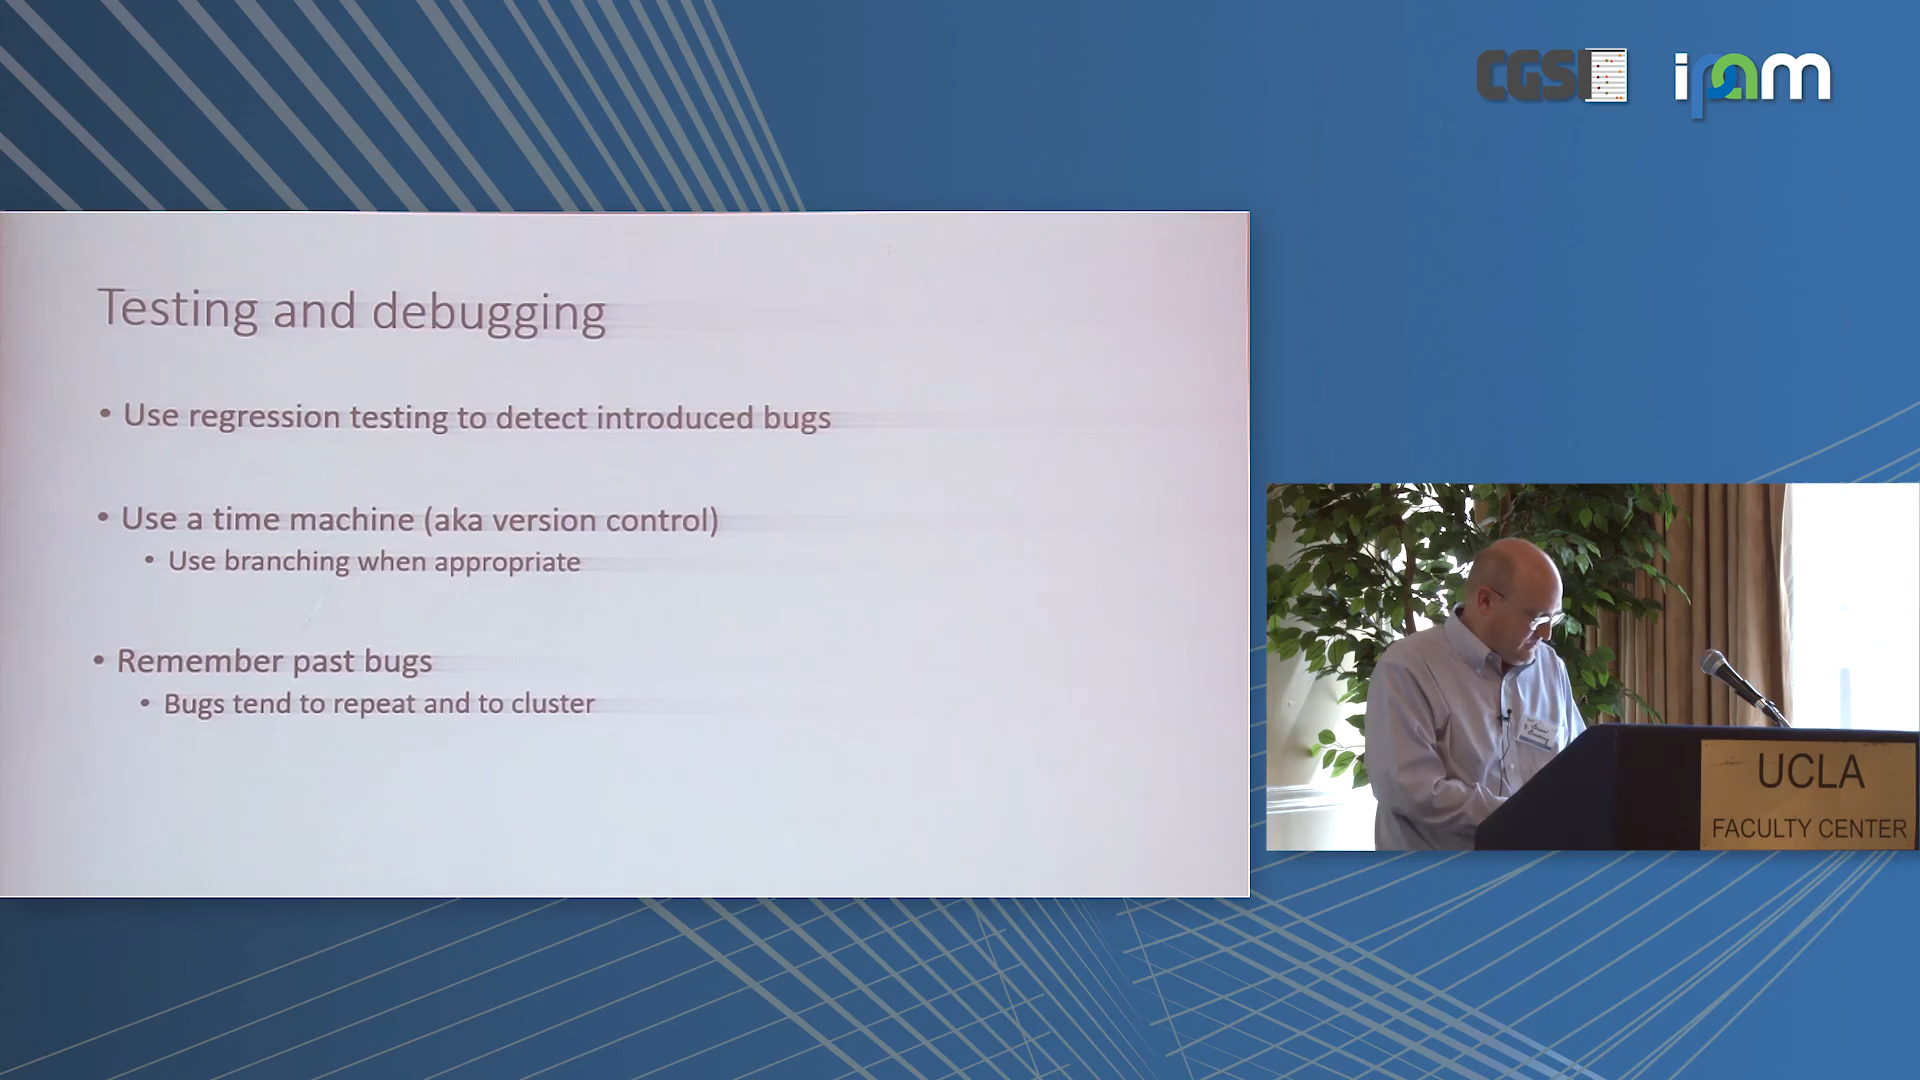 CGSI
ipam
Testing and debugging
• Use regression testing to detect introduced bugs
• Use a time machine (aka version control)
• Use branching when appropriate
• Remember past bugs
• Bugs tend to repeat and to cluster
UCLA
FACULTY CENTER